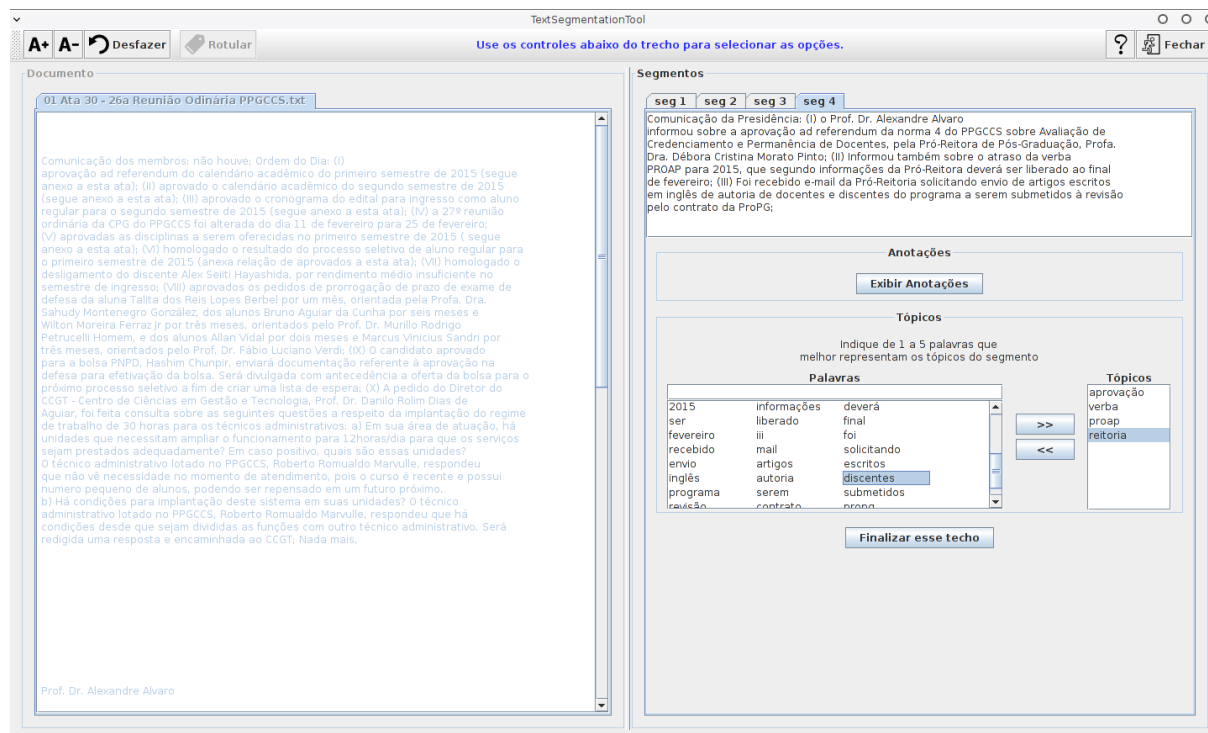 TextSegmentationTool
A+ A- Desfazer Rotular Use os controles abaixo do trecho para selecionar as opções. ? Fechar
Documento
01 Ata 30 - 26a Reunião Odinária PPGCCS.txt
Comunicação dos membros: não houve; Ordem do Dia: (I)
aprovação ad referendum do calendário acadêmico do primeiro semestre de 2015 (segue
anexo a esta ata); (II) aprovado o calendário acadêmico do segundo semestre de 2015
(segue anexo a esta ata); (III) aprovado o cronograma do edital para ingresso como aluno
regular para o segundo semestre de 2015 (segue anexo a esta ata); (IV) a 27º reunião
ordinária da CPG do PPGCCS foi alterada do dia 11 de fevereiro para 25 de fevereiro;
(V) aprovadas as disciplinas a serem oferecidas no primeiro semestre de 2015 ( segue
anexo a esta ata); (VI) homologado o resultado do processo seletivo de aluno regular para
o primeiro semestre de 2015 (anexa relação de aprovados a esta ata); (VII) homologado o
desligamento do discente Alex Seiiti Hayashida, por rendimento médio insuficiente no
semestre de ingresso; (VIII) aprovados os pedidos de prorrogação de prazo de exame de
defesa da aluna Talita dos Reis Lopes Berbel por um mês, orientada pela Profa. Dra.
Sahudy Montenegro González, dos alunos Bruno Aguiar da Cunha por seis meses e
Wilton Moreira Ferraz Jr por três meses, orientados pelo Prof. Dr. Murillo Rodrigo
Petrucelli Homem, e dos alunos Allan Vidal por dois meses e Marcus Vinicius Sandri por
três meses, orientados pelo Prof. Dr. Fábio Luciano Verdi; (IX) O candidato aprovado
para a bolsa PNPD, Hashim Chunpir, enviará documentação referente à aprovação na
defesa para efetivação da bolsa. Será divulgada com antecedência a oferta da bolsa para o
próximo processo seletivo a fim de criar uma lista de espera; (X) A pedido do Diretor do
CCGT - Centro de Ciências em Gestão e Tecnologia, Prof. Dr. Danilo Rolim Dias de
Aguiar, foi feita consulta sobre as seguintes questões a respeito da implantação do regime
de trabalho de 30 horas para os técnicos administrativos: a) Em sua área de atuação, há
unidades que necessitam ampliar o funcionamento para 12horas/dia para que os serviços
sejam prestados adequadamente? Em caso positivo, quais são essas unidades?
O técnico administrativo lotado no PPGCCS, Roberto Romualdo Marvulle, respondeu
que não vê necessidade no momento de atendimento, pois o curso é recente e possui
numero pequeno de alunos, podendo ser repensado em um futuro próximo.
b) Há condições para implantação deste sistema em suas unidades? O técnico
administrativo lotado no PPGCCS, Roberto Romualdo Marvulle, respondeu que há
condições desde que sejam divididas as funções com outro técnico administrativo. Será
redigida uma resposta e encaminhada ao CCGT; Nada mais,
Prof. Dr. Alexandre Alvaro
Segmentos
seg 1 seg 2 seg 3 seg 4
Comunicação da Presidência: (I) o Prof. Dr. Alexandre Alvaro
informou sobre a aprovação ad referendum da norma 4 do PPGCCS sobre Avaliação de
Credenciamento e Permanência de Docentes, pela Pró-Reitora de Pós-Graduação, Profa.
Dra. Débora Cristina Morato Pinto; (II) Informou também sobre o atraso da verba
PROAP para 2015, que segundo informações da Pró-Reitora deverá ser liberado ao final
de fevereiro; (III) Foi recebido e-mail da Pró-Reitoria solicitando envio de artigos escritos
em inglês de autoria de docentes e discentes do programa a serem submetidos à revisão
pelo contrato da ProPG;
Anotações
Exibir Anotações
Tópicos
Indique de 1 a 5 palavras que
melhor representam os tópicos do segmento
Palavras Tópicos
2015 informações deverá
ser liberado final
fevereiro iii foi
recebido mail solicitando
envio artigos escritos
inglês autoria discentes
programa serem submetidos
revisão contrato propg
>>
<<
aprovação
verba
proap
reitoria
Finalizar esse techo